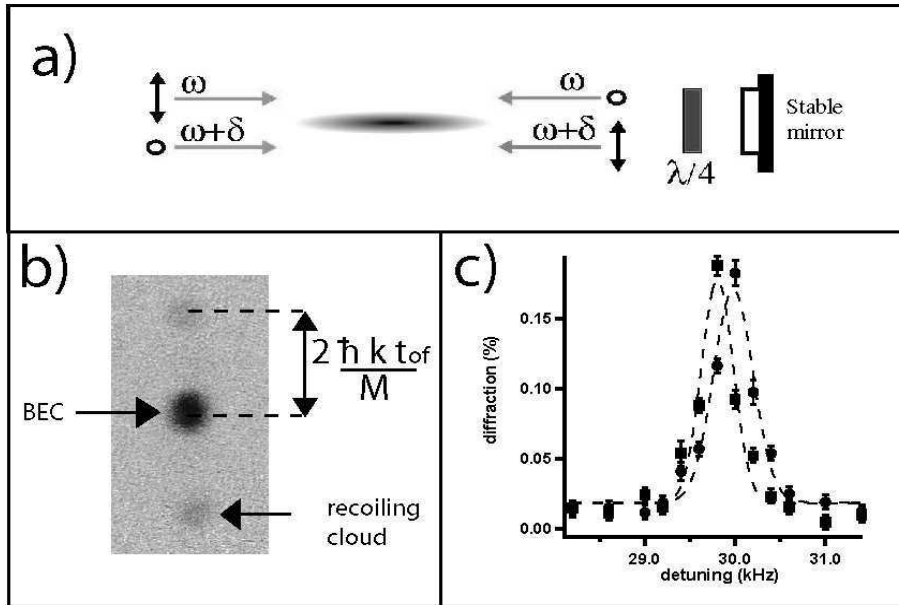 a)
ω
ω+δ
ω
ω+δ
λ/4
Stable
mirror
b)
BEC
2 ħ k tof
M
recoiling
cloud
c)
diffraction (%)
0.15
0.10
0.05
0.00
29.0 30.0 31.0
detuning (kHz)